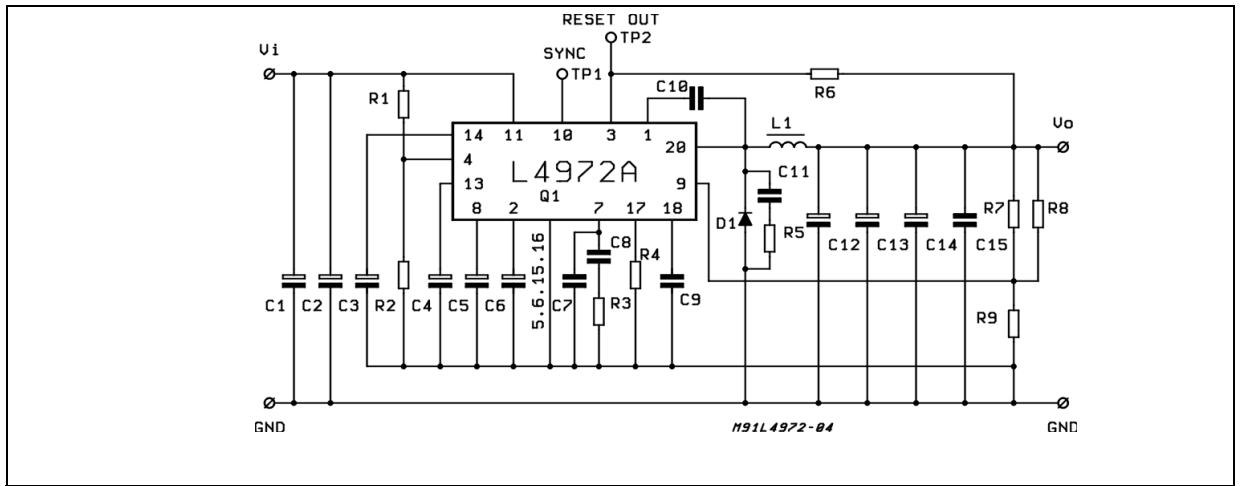 RESET OUT
TP2
SYNC
TP1
Vi
C10
R6
R1
L1
Vo
14
11
10
3
1
20
4
L4972A
C11
13
Q1
9
8
2
7
17
18
D1
R5
R7
R8
C8
R4
C12
C13
C14
C15
5.6.15.16
C1
C2
C3
R2
C4
C5
C6
C7
R3
C9
R9
GND
M91L4972-04
GND